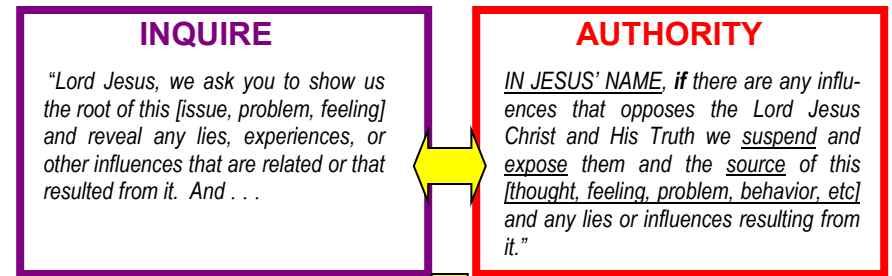 INQUIRE
“Lord Jesus, we ask you to show us
the root of this [issue, problem, feeling]
and reveal any lies, experiences, or
other influences that are related or that
resulted from it. And . . .
AUTHORITY
IN JESUS’ NAME, if there are any influ-
ences that opposes the Lord Jesus
Christ and His Truth we suspend and
expose them and the source of this
[thought, feeling, problem, behavior, etc]
and any lies or influences resulting from
it.”